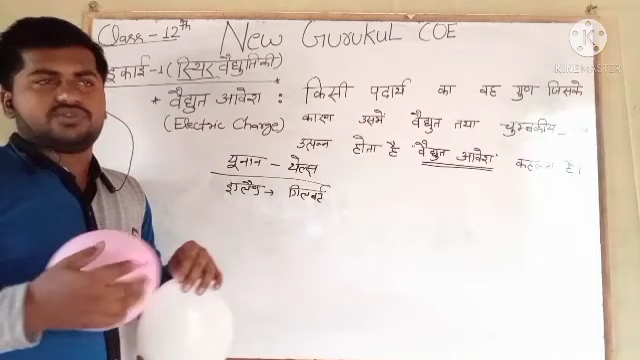 Class-12th
New Gurukul COE
इकाई-1 (स्थिर वैद्युतिकी)
* वैद्युत आवेश : किसी पदार्थ का वह गुण जिसके
(Electric Charge) कारण उसमें वैद्युत तथा चुम्बकीय
उत्पन्न होता है 'वैद्युत आवेश' कहलाता है।
यूनान - थेल्स
इंग्लैण्ड → गिलबर्ट
KINEMASTER